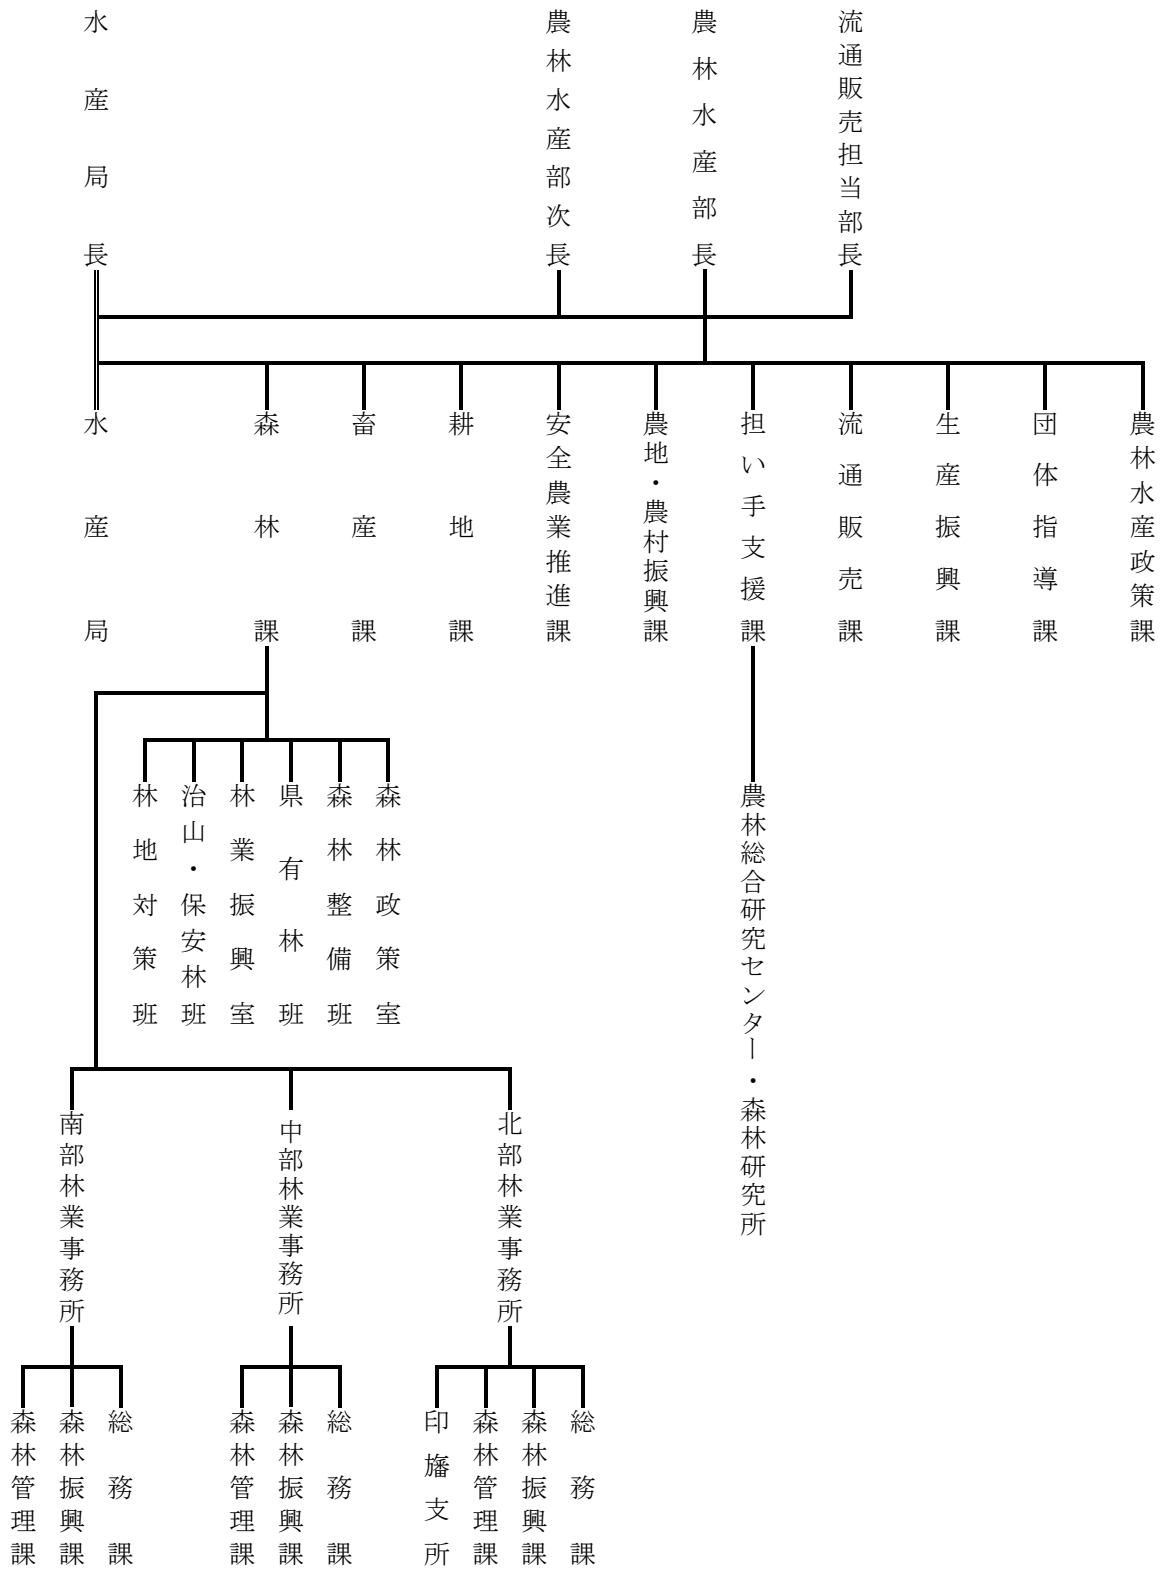 流通販売担当部長
農林水産部長
農林水産部次長
水産局長
農林水産政策課
団体指導課
生産振興課
流通販売課
担い手支援課
農地・農村振興課
安全農業推進課
耕地課
畜産課
森林課
水産局
農林総合研究センター・森林研究所
森林政策室
森林整備班
県有林班
林業振興室
治山・保安林班
林地対策班
北部林業事務所
中部林業事務所
南部林業事務所
総務課
森林振興課
森林管理課
印旛支所
総務課
森林振興課
森林管理課
総務課
森林振興課
森林管理課